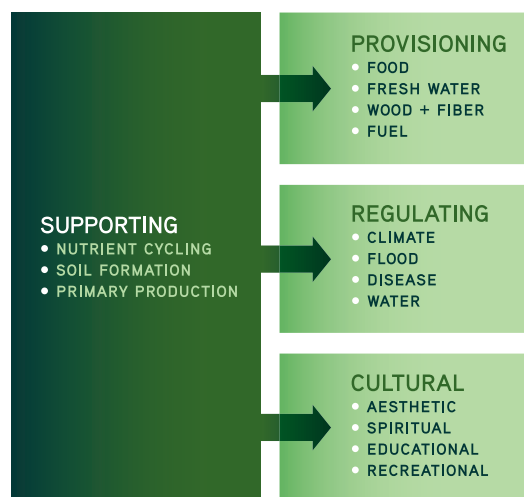 SUPPORTING
NUTRIENT CYCLING
SOIL FORMATION
PRIMARY PRODUCTION
PROVISIONING
FOOD
FRESH WATER
WOOD + FIBER
FUEL
REGULATING
CLIMATE
FLOOD
DISEASE
WATER
CULTURAL
AESTHETIC
SPIRITUAL
EDUCATIONAL
RECREATIONAL